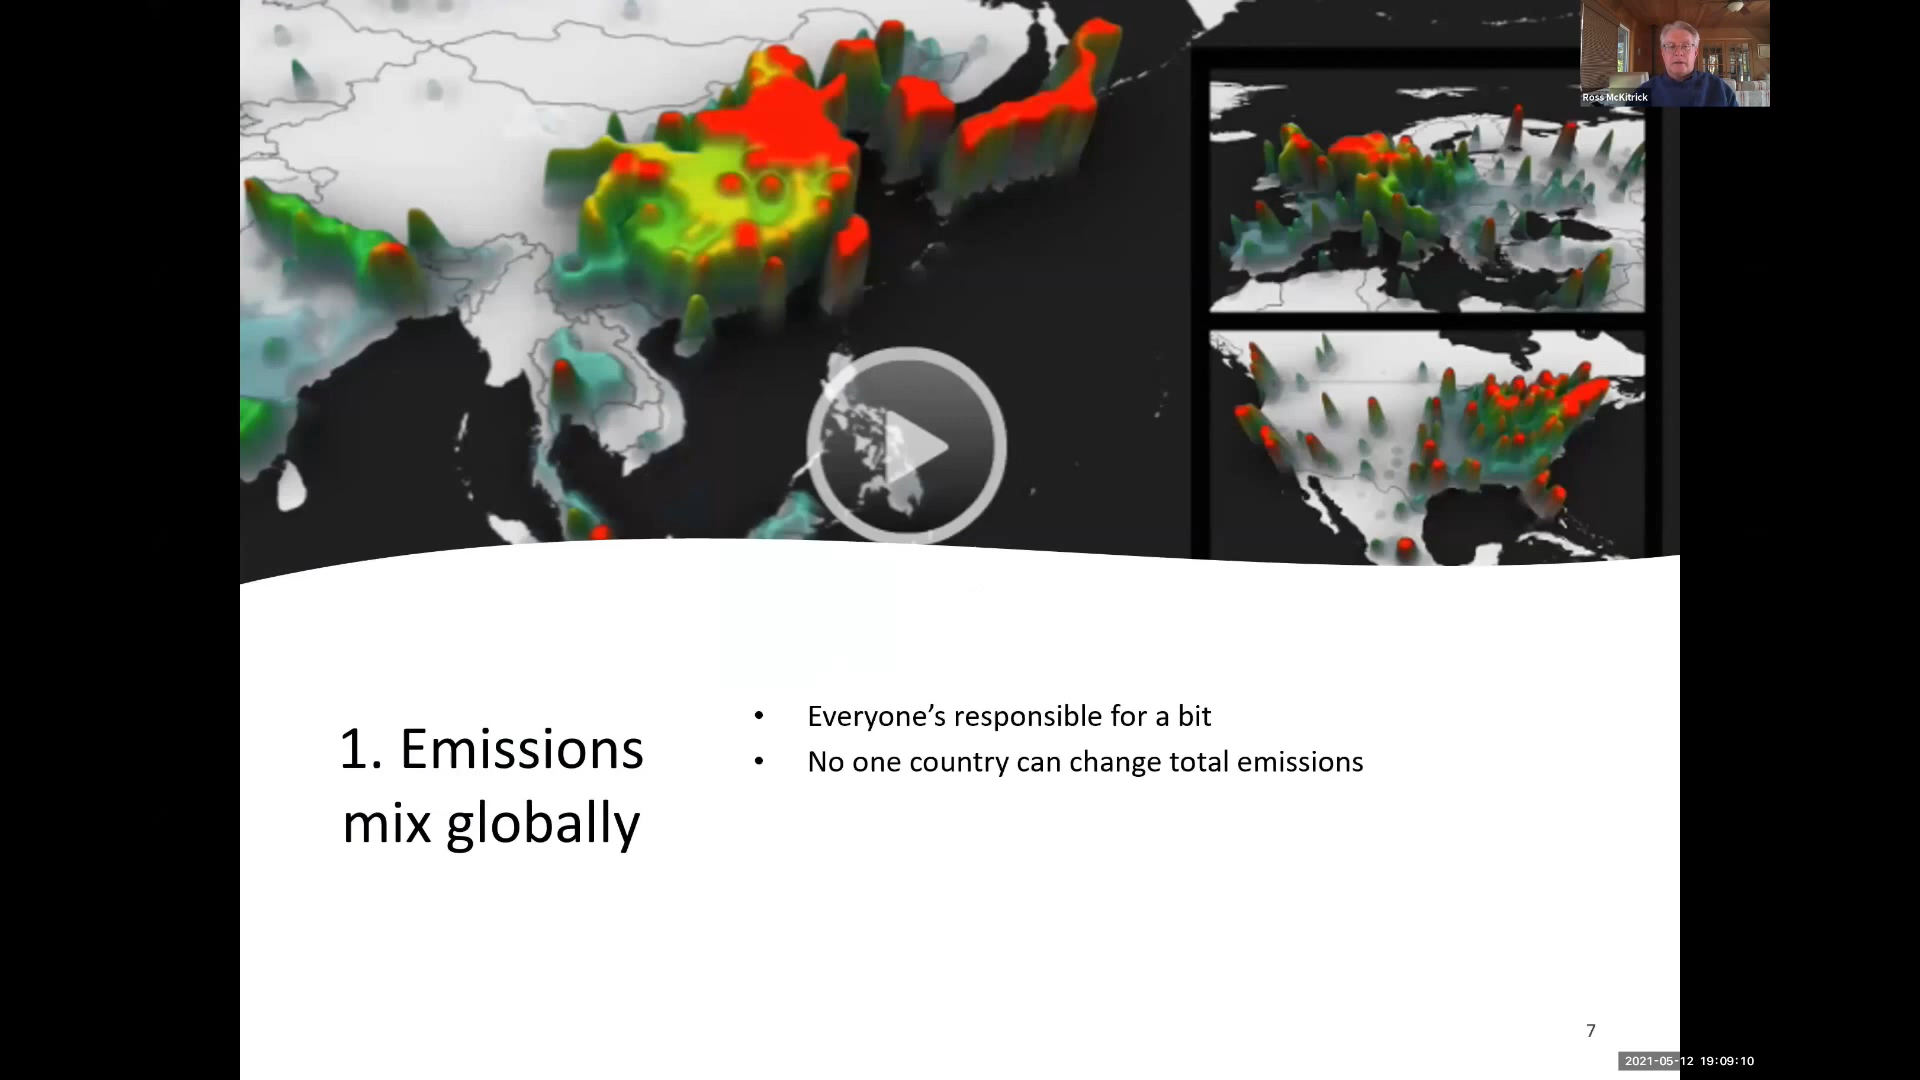 Ross McKitrick
1. Emissions
mix globally
• Everyone’s responsible for a bit
• No one country can change total emissions
7
2021-05-12 19:09:10